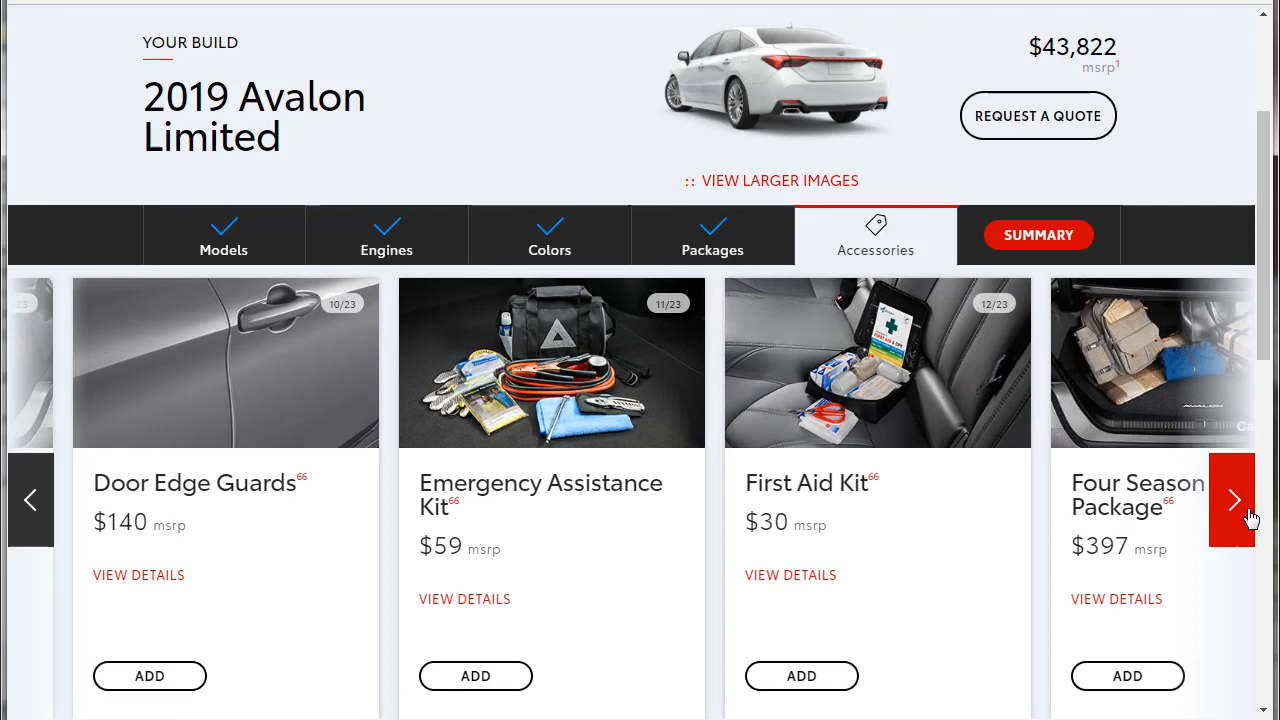 YOUR BUILD
2019 Avalon
Limited
$43,822
msrp1
REQUEST A QUOTE
:: VIEW LARGER IMAGES
Models
Engines
Colors
Packages
Accessories
SUMMARY
10/23
11/23
12/23
AVALON
Door Edge Guards66
$140 msrp
VIEW DETAILS
ADD
Emergency Assistance
Kit66
$59 msrp
VIEW DETAILS
ADD
First Aid Kit66
$30 msrp
VIEW DETAILS
ADD
Four Season
Package66
$397 msrp
VIEW DETAILS
ADD